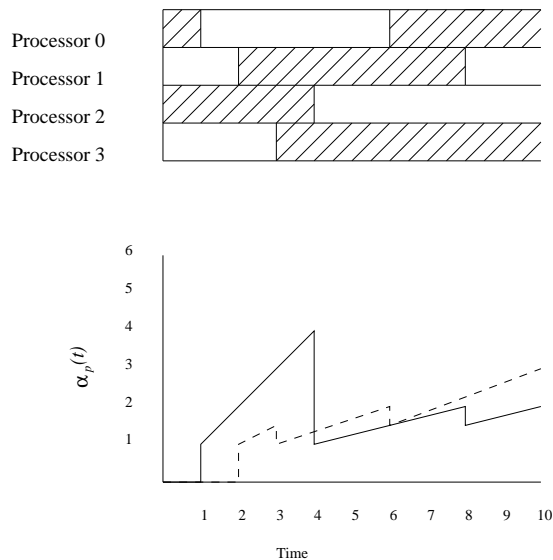 Processor 0
Processor 1
Processor 2
Processor 3
6
5
4
3
2
1
α_p(t)
1 2 3 4 5 6 7 8 9 10
Time